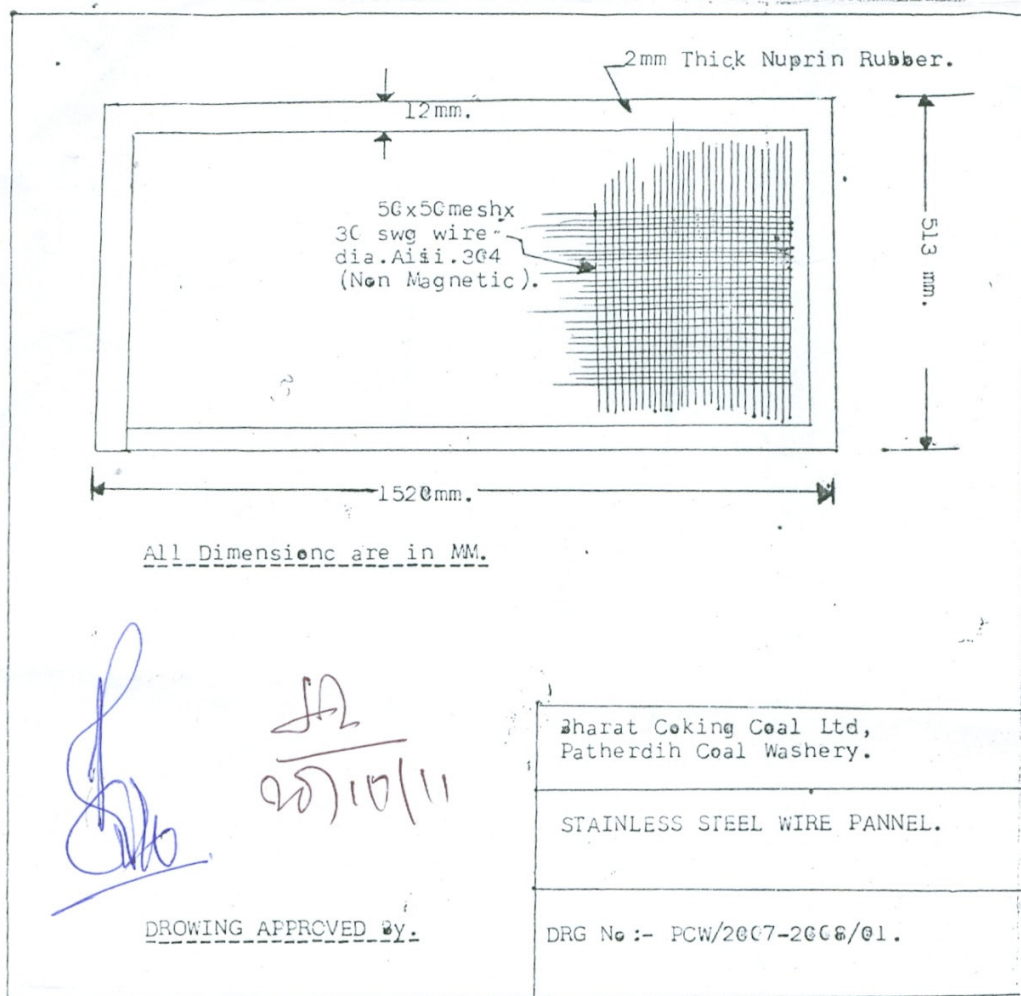 2mm Thick Nuprin Rubber.
12mm.
50x50meshx
30 swg wire-
dia.Aisi.304
(Non Magnetic).
513 mm.
1520mm.
All Dimensionc are in MM.
20/10/11
DROWING APPROVED By.
Bharat Coking Coal Ltd,
Patherdih Coal Washery.
STAINLESS STEEL WIRE PANNEL.
DRG No:- PCW/2007-2008/01.